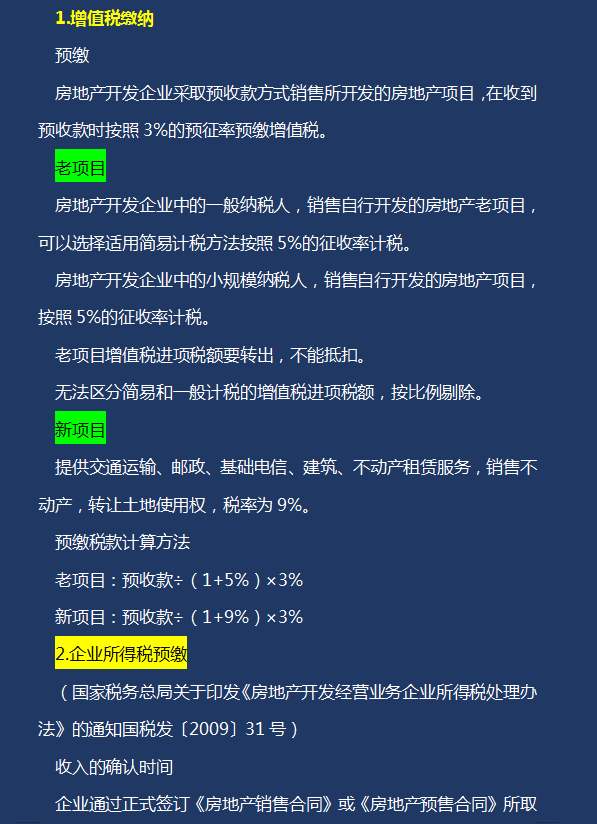 1.增值税缴纳
预缴
房地产开发企业采取预收款方式销售所开发的房地产项目,在收到
预收款时按照3%的预征率预缴增值税。
老项目
房地产开发企业中的一般纳税人，销售自行开发的房地产老项目，
可以选择适用简易计税方法按照5%的征收率计税。
房地产开发企业中的小规模纳税人，销售自行开发的房地产项目，
按照5%的征收率计税。
老项目增值税进项税额要转出，不能抵扣。
无法区分简易和一般计税的增值税进项税额，按比例剔除。
新项目
提供交通运输、邮政、基础电信、建筑、不动产租赁服务，销售不
动产，转让土地使用权，税率为9%。
预缴税款计算方法
老项目：预收款÷（1+5%）×3%
新项目：预收款÷（1+9%）×3%
2.企业所得税预缴
（国家税务总局关于印发《房地产开发经营业务企业所得税处理办
法》的通知国税发〔2009〕31号）
收入的确认时间
企业通过正式签订《房地产销售合同》或《房地产预售合同》所取